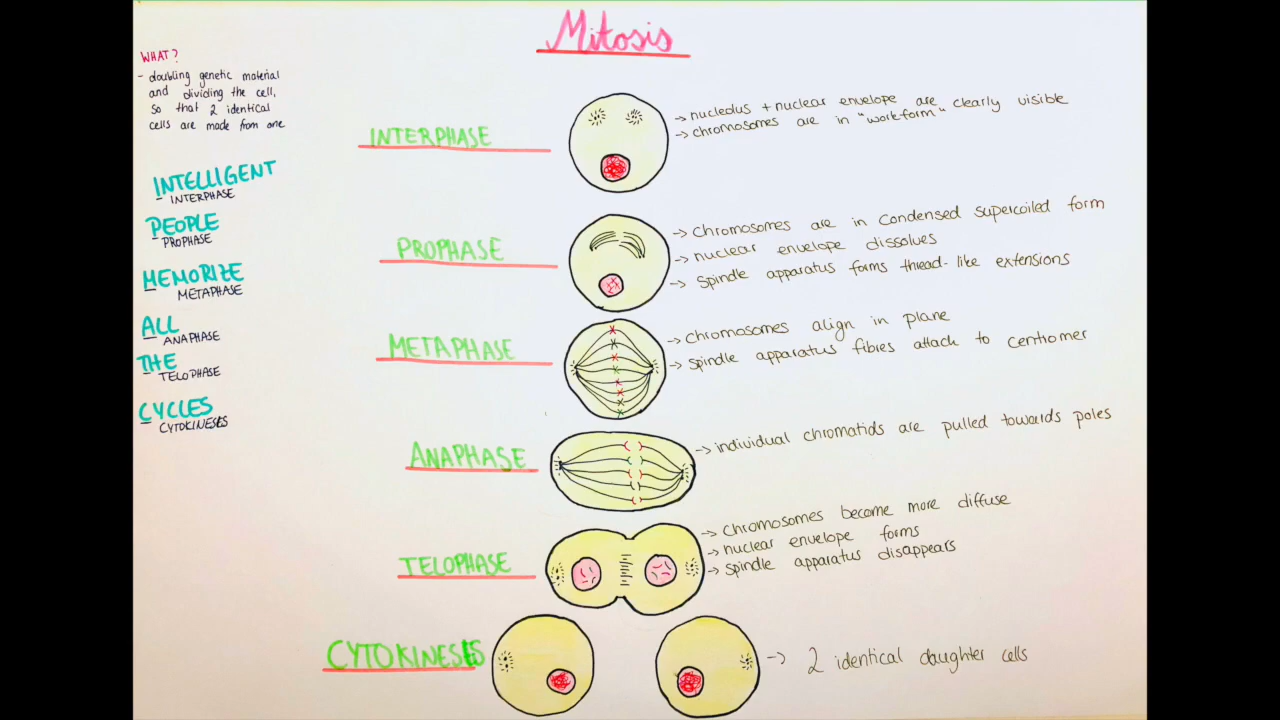 Mitosis
WHAT?
- doubling genetic material
and dividing the cell,
so that 2 identical
cells are made from one
INTELLIGENT
INTERPHASE
PEOPLE
PROPHASE
MEMORIZE
METAPHASE
ALL
ANAPHASE
THE
TELOPHASE
CYCLES
CYTOKINESIS
INTERPHASE
→ nucleolus + nuclear envelope are clearly visible
→ chromosomes are in "workform"
PROPHASE
→ chromosomes are in condensed supercoiled form
→ nuclear envelope dissolves
→ spindle apparatus forms thread-like extensions
METAPHASE
→ chromosomes align in plane
→ spindle apparatus fibres attach to centromer
ANAPHASE
→ individual chromatids are pulled towards poles
TELOPHASE
→ chromosomes become more diffuse
→ nuclear envelope forms
→ spindle apparatus disappears
CYTOKINESIS
→ 2 identical daughter cells